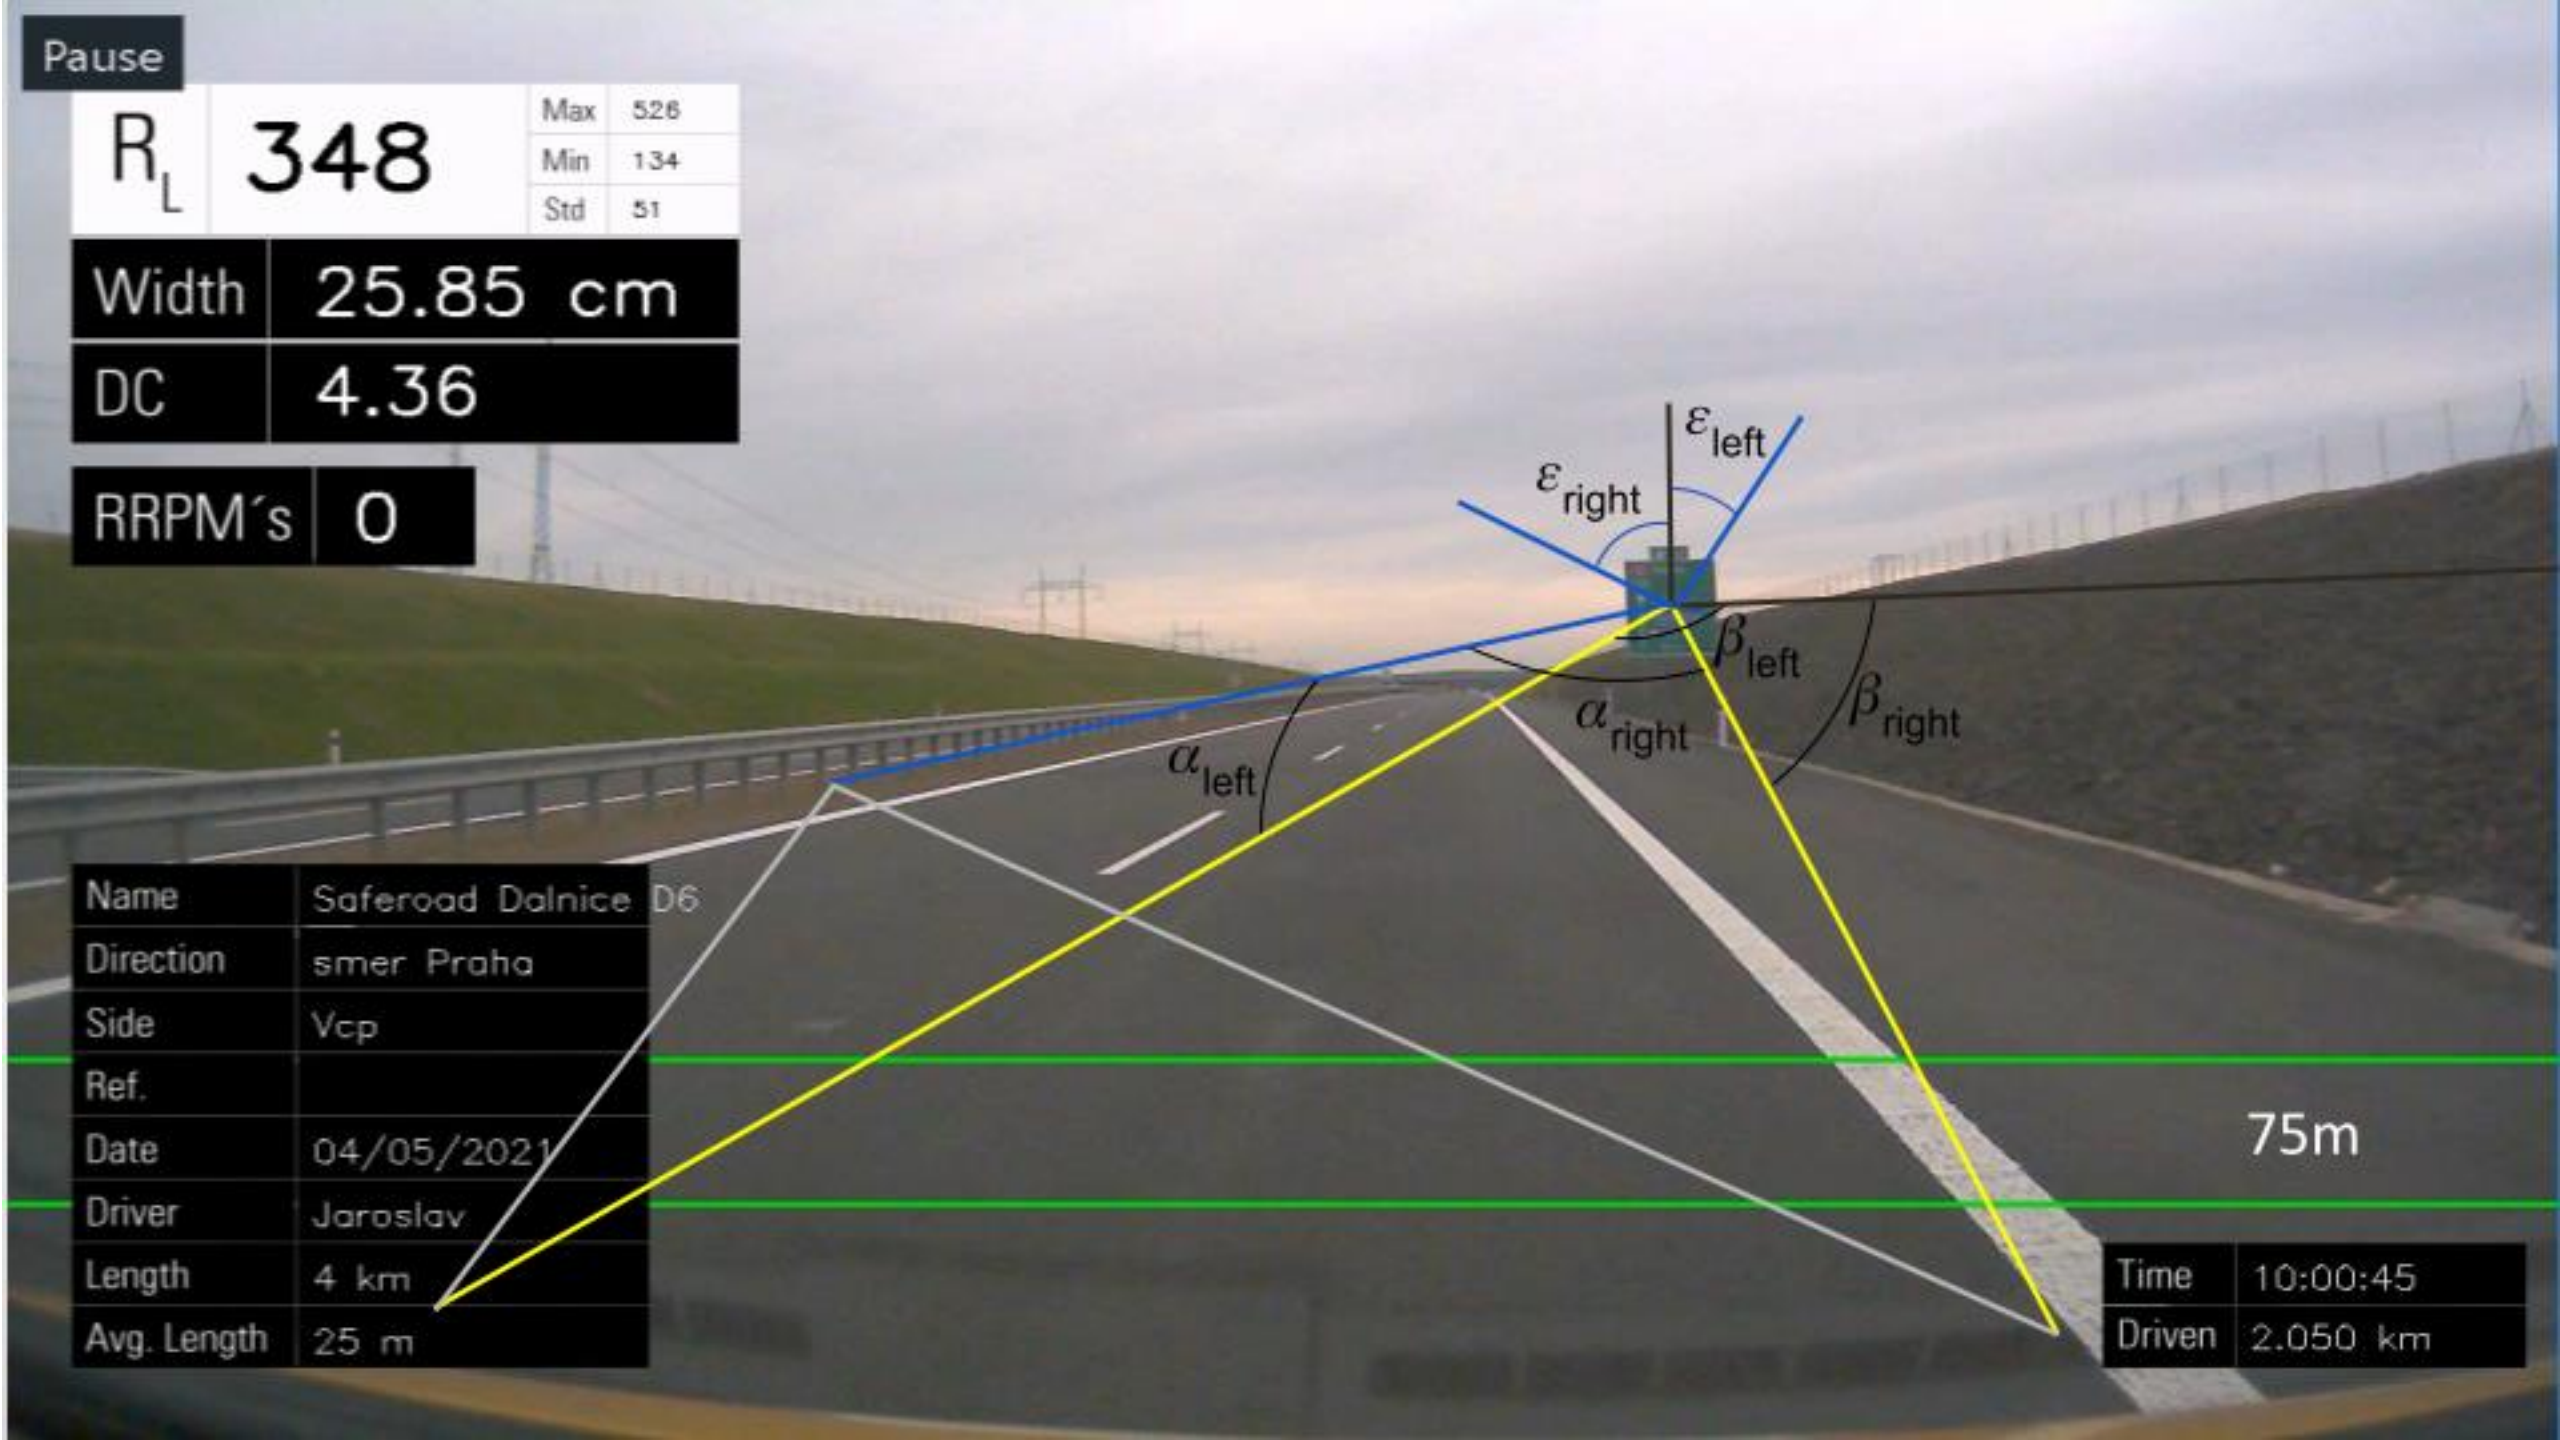 Pause
R_L 348
Max 526
Min 134
Std 51
Width 25.85 cm
DC 4.36
RRPM´s 0
ε left
ε right
β left
α right
β right
α left
Name Saferoad Dalnice D6
Direction smer Praha
Side Vcp
Ref.
Date 04/05/2021
Driver Jaroslav
Length 4 km
Avg. Length 25 m
75m
Time 10:00:45
Driven 2.050 km